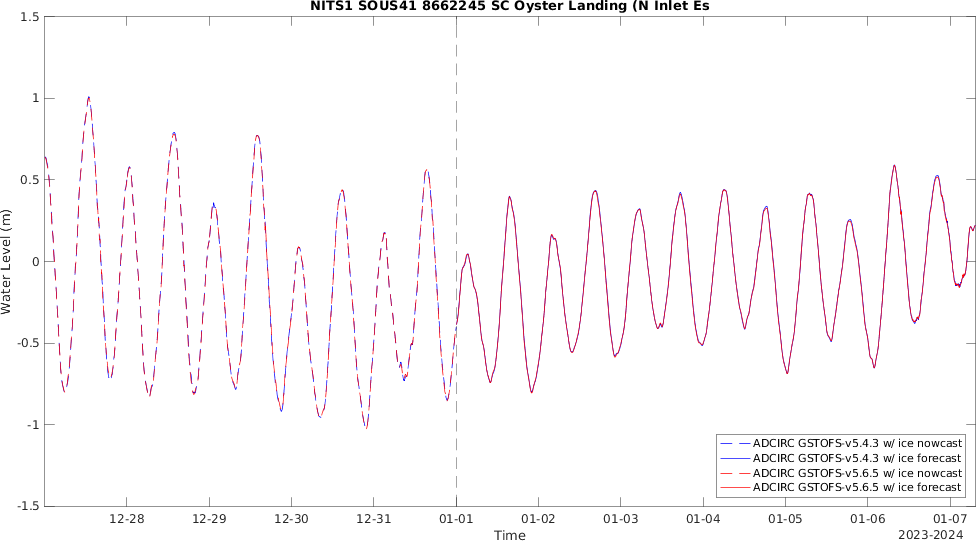 NITS1 SOUS41 8662245 SC Oyster Landing (N Inlet Es
1.5
1
0.5
0
-0.5
-1
-1.5
Water Level (m)
12-28 12-29 12-30 12-31 01-01 01-02 01-03 01-04 01-05 01-06 01-07
Time
2023-2024
ADCIRC GSTOFS-v5.4.3 w/ ice nowcast
ADCIRC GSTOFS-v5.4.3 w/ ice forecast
ADCIRC GSTOFS-v5.6.5 w/ ice nowcast
ADCIRC GSTOFS-v5.6.5 w/ ice forecast